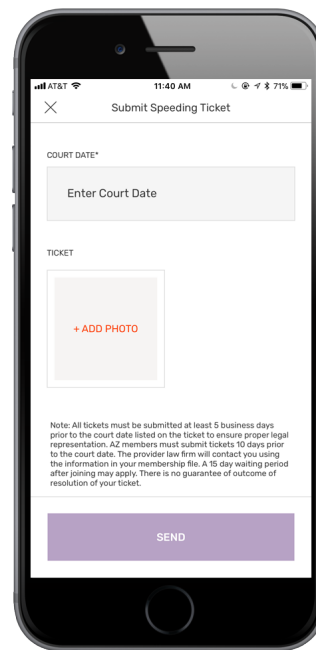 AT&T 11:40 AM 71%
Submit Speeding Ticket
COURT DATE*
Enter Court Date
TICKET
+ ADD PHOTO
Note: All tickets must be submitted at least 5 business days
prior to the court date listed on the ticket to ensure proper legal
representation. AZ members must submit tickets 10 days prior
to the court date. The provider law firm will contact you using
the information in your membership file. A 15 day waiting period
after joining may apply. There is no guarantee of outcome of
resolution of your ticket.
SEND